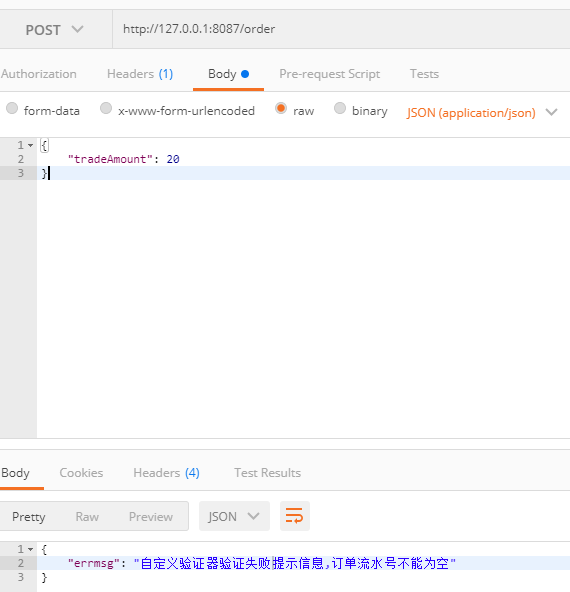 POST http://127.0.0.1:8087/order
Authorization Headers (1) Body Pre-request Script Tests
form-data x-www-form-urlencoded raw binary JSON (application/json)
1 {
2 "tradeAmount": 20
3 }
Body Cookies Headers (4) Test Results
Pretty Raw Preview JSON
1 {
2 "errmsg": "自定义验证器验证失败提示信息,订单流水号不能为空"
3 }